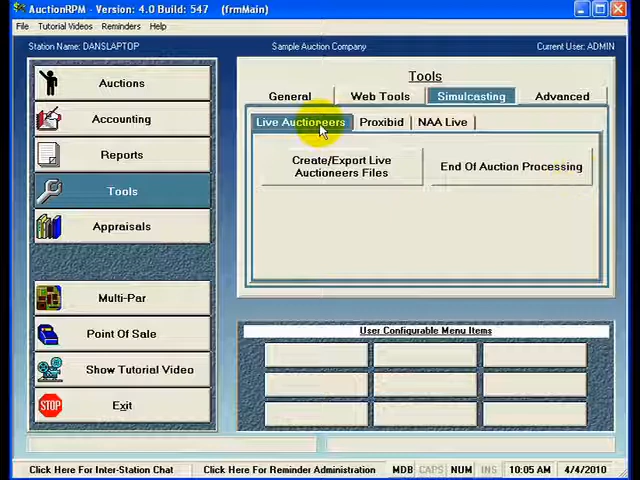 AuctionRPM - Version: 4.0 Build: 547 (frmMain)
File Tutorial Videos Reminders Help
Station Name: DANSLAPTOP Sample Auction Company Current User: ADMIN
Auctions
Accounting
Reports
Tools
Appraisals
Multi-Par
Point Of Sale
Show Tutorial Video
STOP Exit
Tools
General Web Tools Simulcasting Advanced
Live Auctioneers Proxibid NAA Live
Create/Export Live
Auctioneers Files
End Of Auction Processing
User Configurable Menu Items
Click Here For Inter-Station Chat Click Here For Reminder Administration MDB CAPS NUM INS 10:05 AM 4/4/2010